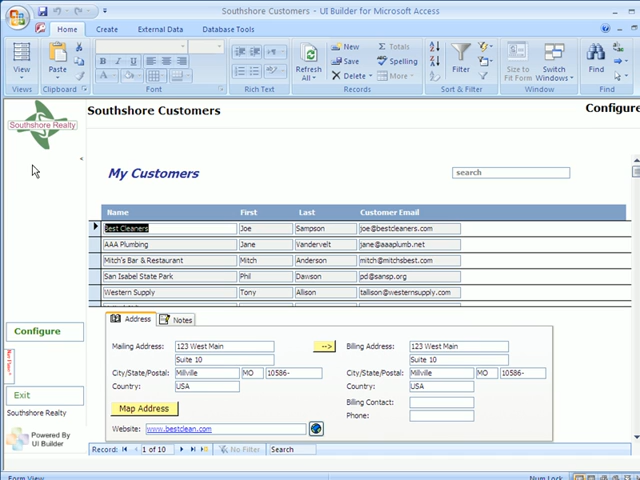 Southshore Customers - UI Builder for Microsoft Access
Home Create External Data Database Tools
View Paste Refresh All New Save Delete Totals Spelling More Filter Size to Fit Form Switch Windows Find
Views Clipboard Font Rich Text Records Sort & Filter Window Find
Southshore Realty
Southshore Customers
Configure
My Customers
search
Name First Last Customer Email
Best Cleaners Joe Sampson joe@bestcleaners.com
AAA Plumbing Jane Vandervelt jane@aaaplumb.net
Mitch's Bar & Restaurant Mitch Anderson mitch@mitchsbest.com
San Isabel State Park Phil Dawson pd@sansp.org
Western Supply Tony Allison tallison@westernsupply.com
Address Notes
Mailing Address: 123 West Main --> Billing Address: 123 West Main
Suite 10 Suite 10
City/State/Postal: Millville MO 10586- City/State/Postal: Millville MO 10586-
Country: USA Country: USA
Billing Contact:
Map Address Phone:
Website: www.bestclean.com
Configure
Exit
Southshore Realty
Powered By
UI Builder
Record: 1 of 10 No Filter Search
Form View Num Lock